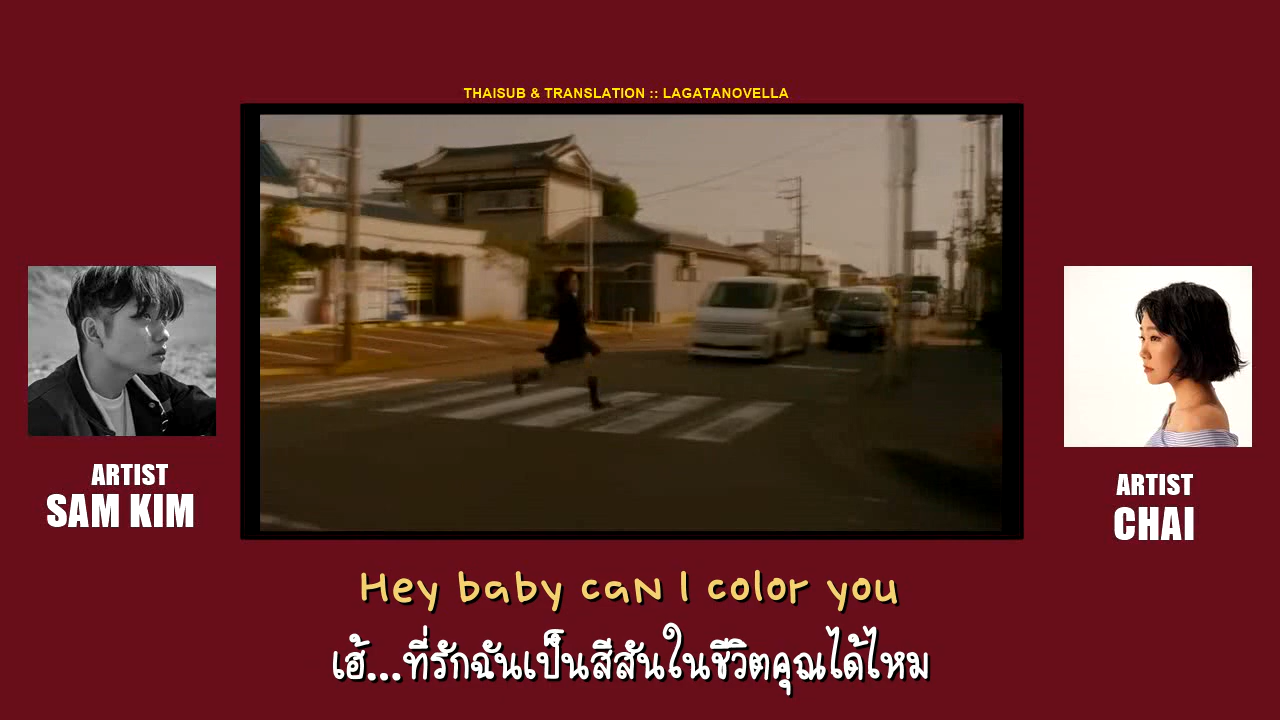 THAISUB & TRANSLATION :: LAGATANOVELLA
ARTIST
SAM KIM
ARTIST
CHAI
Hey baby can I color you
เฮ้...ที่รักฉันเป็นสีสันในชีวิตคุณได้ไหม